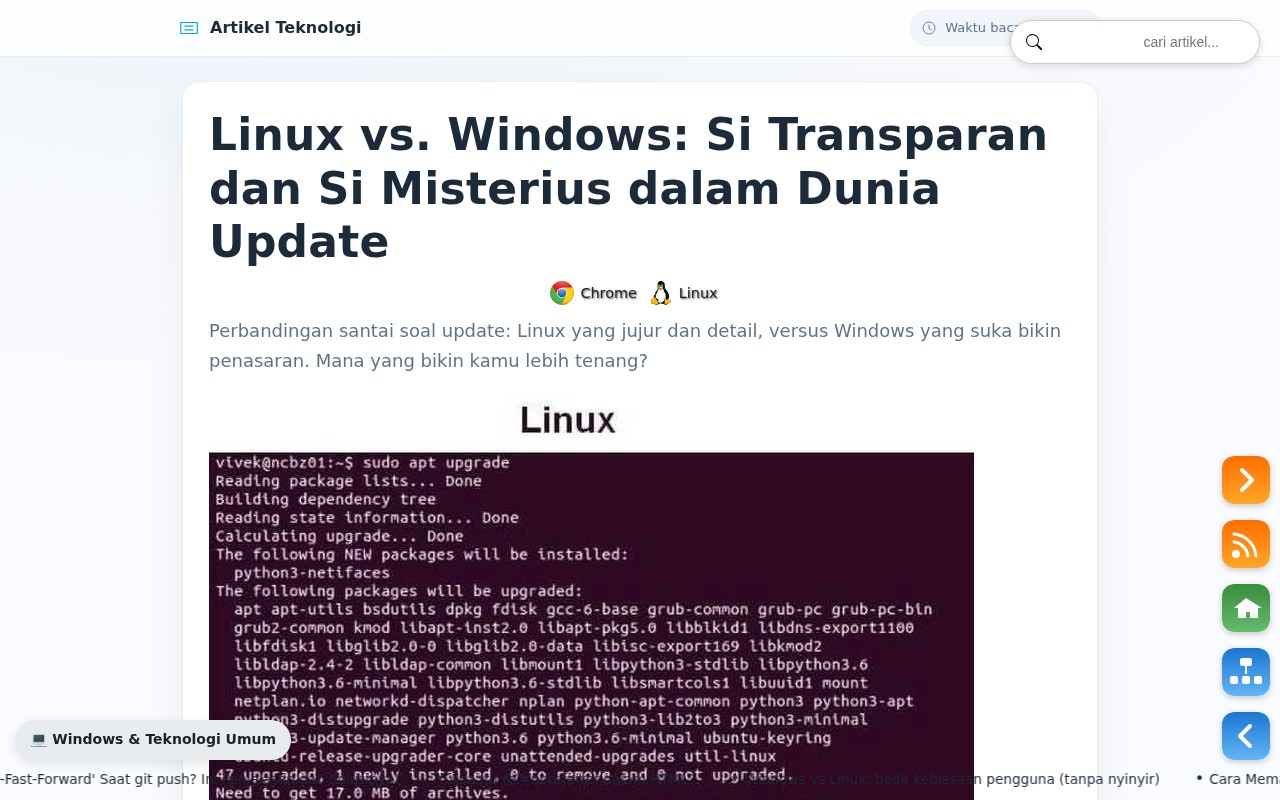 Artikel Teknologi
Waktu
cari artikel...
Linux vs. Windows: Si Transparan
dan Si Misterius dalam Dunia
Update
Chrome Linux
Perbandingan santai soal update: Linux yang jujur dan detail, versus Windows yang suka bikin
penasaran. Mana yang bikin kamu lebih tenang?
Linux
vivek@ncbz01:~$ sudo apt upgrade
Reading package lists... Done
Building dependency tree
Reading state information... Done
Calculating upgrade... Done
The following NEW packages will be installed:
python3-netifaces
The following packages will be upgraded:
apt apt-utils bsdutils dpkg fdisk gcc-6-base grub-common grub-pc grub-pc-bin
grub2-common kmod libapt-inst2.0 libapt-pkg5.0 libblkid1 libdns-export1100
libfdisk1 libglib2.0-0 libglib2.0-data libisc-export169 libkmod2
libldap-2.4-2 libldap-common libmount1 libpython3-stdlib libpython3.6
libpython3.6-minimal libpython3.6-stdlib libsmartcols1 libuuid1 mount
netplan.io networkd-dispatcher nplan python-apt-common python3 python3-apt
python3-distupgrade python3-distutils python3-lib2to3 python3-minimal
3-update-manager python3.6 python3.6-minimal ubuntu-keyring
💻 Windows & Teknologi Umum
-release-upgrader-core unattended-upgrades util-linux
47 upgraded, 1 newly installed, 0 to remove and 0 not upgraded.
-Fast-Forward' Saat git push? Windows vs Linux: beda kebiasaan pengguna (tanpa nyinyir) • Cara
Need to get 17.0 MB of archives.